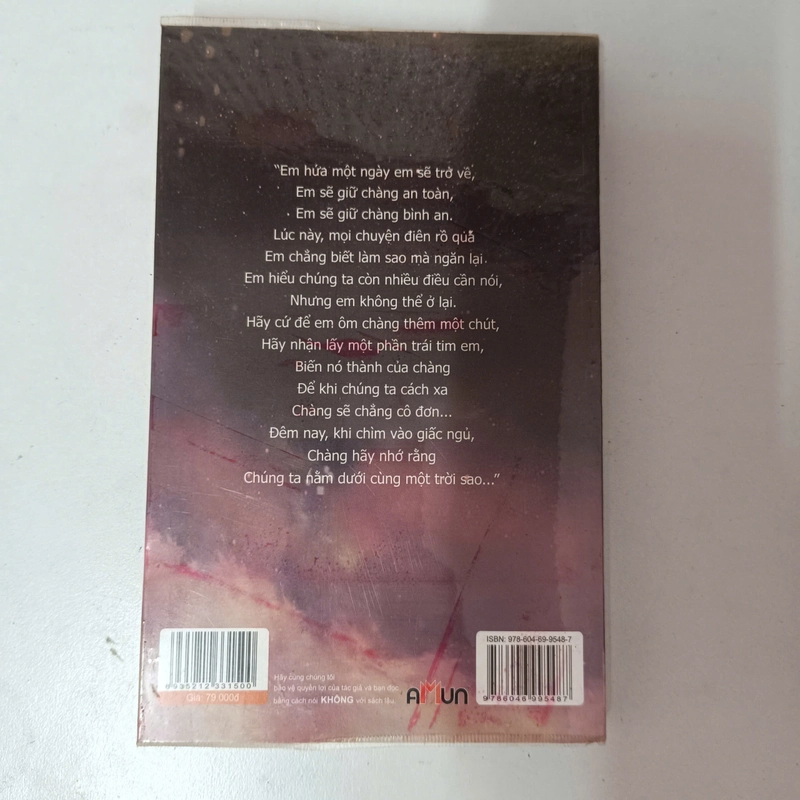 “Em hứa một ngày em sẽ trở về,
Em sẽ giữ chàng an toàn,
Em sẽ giữ chàng bình an.
Lúc này, mọi chuyện điên rồ quá
Em chẳng biết làm sao mà ngăn lại.
Em hiểu chúng ta còn nhiều điều cần nói,
Nhưng em không thể ở lại.
Hãy cứ để em ôm chàng thêm một chút,
Hãy nhận lấy một phần trái tim em,
Biến nó thành của chàng
Để khi chúng ta cách xa
Chàng sẽ chẳng cô đơn...
Đêm nay, khi chìm vào giấc ngủ,
Chàng hãy nhớ rằng
Chúng ta nằm dưới cùng một trời sao...”
8935212331500
Giá: 79 000đ
Hãy cùng chúng tôi
bảo vệ quyền lợi của tác giả và bạn đọc
bằng cách nói KHÔNG với sách lậu.
AMUN
ISBN: 978-604-69-9548-7
9786046995487